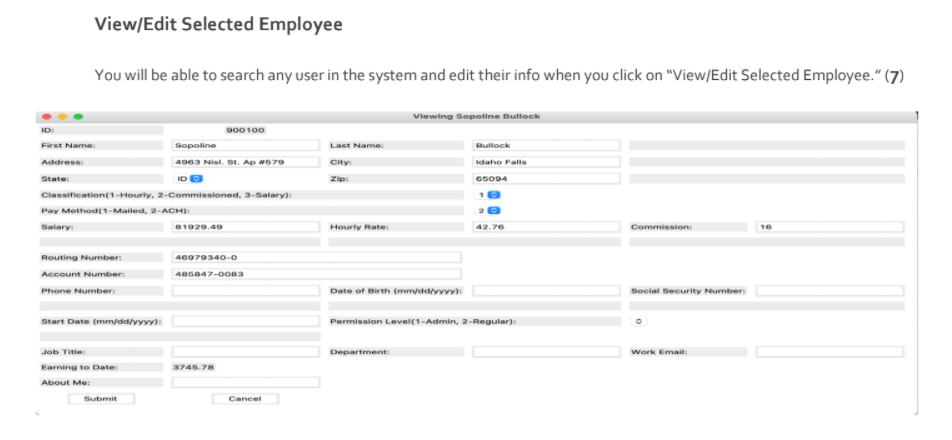 View/Edit Selected Employee
You will be able to search any user in the system and edit their info when you click on "View/Edit Selected Employee." (7)
Viewing Sopoline Bullock
ID: 900100
First Name: Sopoline Last Name: Bullock
Address: 4963 Nisl. St. Ap #579 City: Idaho Falls
State: ID Zip: 65094
Classification(1-Hourly, 2-Commissioned, 3-Salary): 1
Pay Method(1-Mailed, 2-ACH): 2
Salary: 81929.49 Hourly Rate: 42.76 Commission: 16
Routing Number: 46979340-0
Account Number: 485847-0083
Phone Number: Date of Birth (mm/dd/yyyy): Social Security Number:
Start Date (mm/dd/yyyy): Permission Level(1-Admin, 2-Regular):
Job Title: Department: Work Email:
Earning to Date: 3745.78
About Me:
Submit Cancel